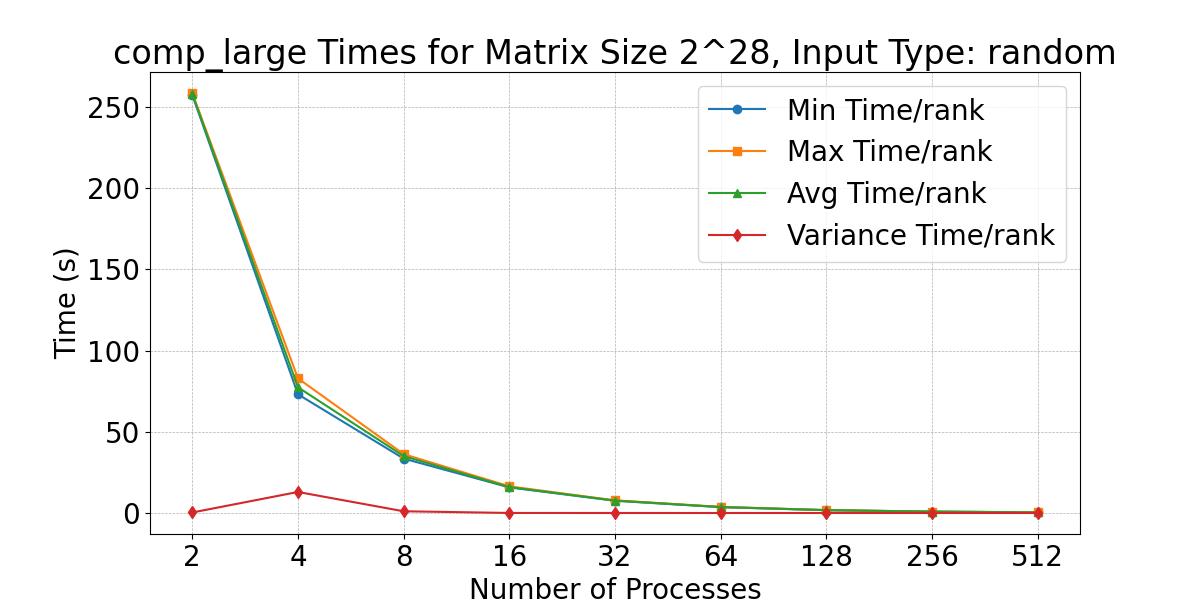 comp_large Times for Matrix Size 2^28, Input Type: random
Min Time/rank
Max Time/rank
Avg Time/rank
Variance Time/rank
Time (s)
250
200
150
100
50
0
2 4 8 16 32 64 128 256 512
Number of Processes